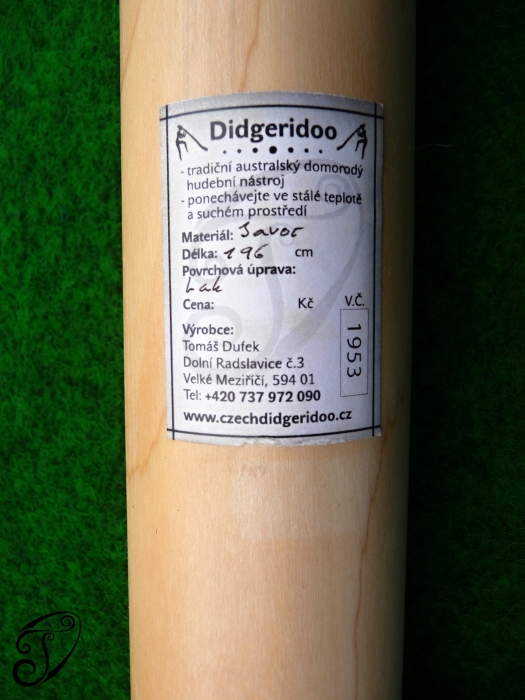 Didgeridoo
- tradiční australský domorodý
hudební nástroj
- ponechávejte ve stálé teplotě
a suchém prostředí
Materiál: Javor
Délka: 196 cm
Povrchová úprava:
Lak
Cena: Kč V.Č.
1953
Výrobce:
Tomáš Dufek
Dolní Radslavice č.3
Velké Meziříčí, 594 01
Tel: +420 737 972 090
www.czechdidgeridoo.cz